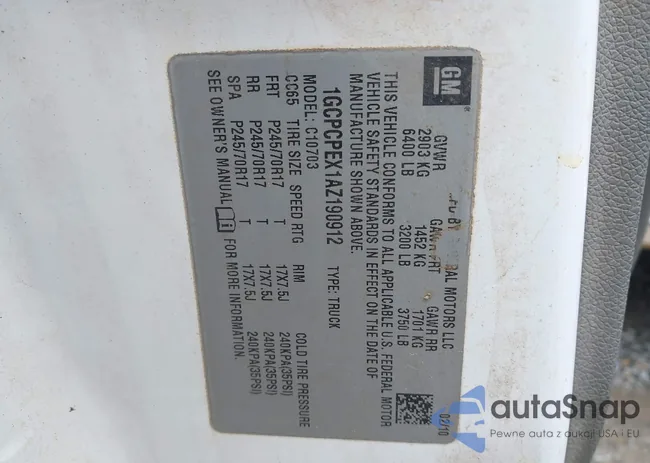 GM
BY
MOTORS LLC
02/10
GVWR GAWR FRT GAWR RR
2903 KG 1452 KG 1701 KG
6400 LB 3200 LB 3750 LB
THIS VEHICLE CONFORMS TO ALL APPLICABLE U.S. FEDERAL MOTOR
VEHICLE SAFETY STANDARDS IN EFFECT ON THE DATE OF
MANUFACTURE SHOWN ABOVE.
1GCPCPEX1AZ190912 TYPE: TRUCK
MODEL: C10703
CC65 TIRE SIZE SPEED RTG RIM COLD TIRE PRESSURE
FRT P245/70R17 T 17X7.5J 240KPA(35PSI)
RR P245/70R17 T 17X7.5J 240KPA(35PSI)
SPA P245/70R17 T 17X7.5J 240KPA(35PSI)
SEE OWNER'S MANUAL FOR MORE INFORMATION.
autaSnap
Pewne auta z aukcji USA i EU